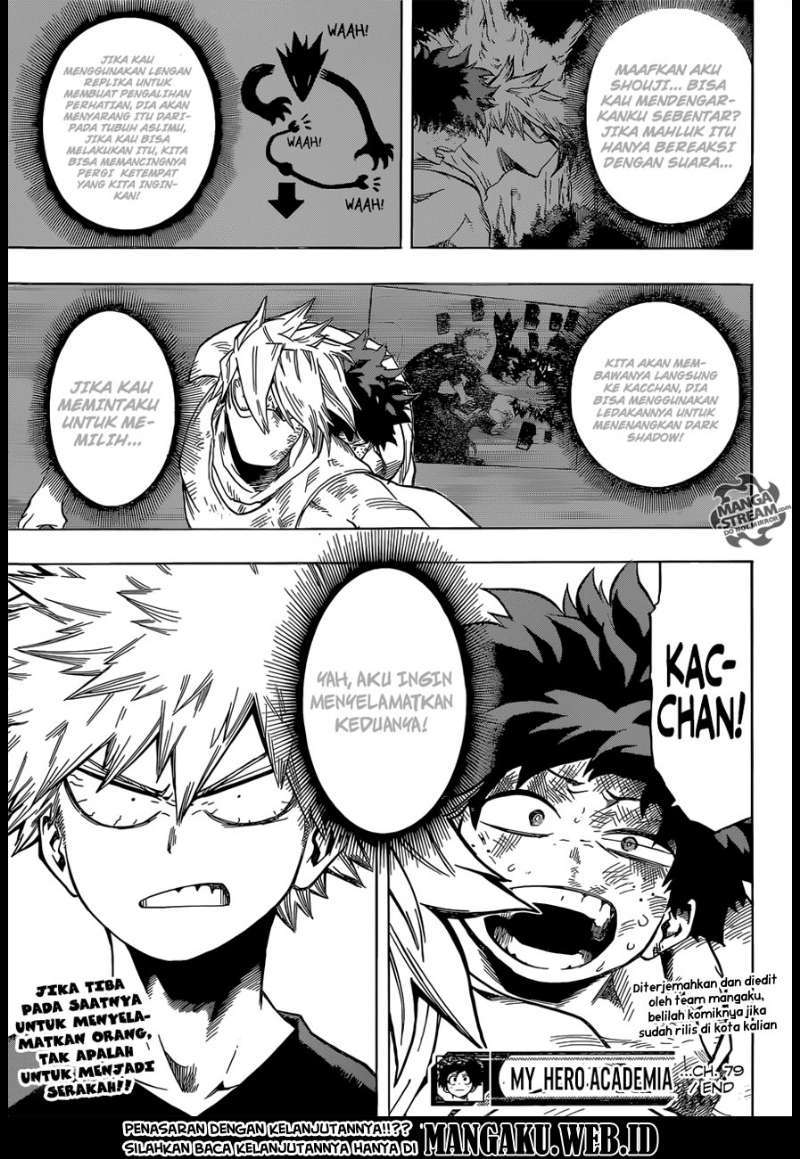 MAAFKAN AKU
SHOUJI... BISA
KAU MENDENGAR-
KANKU SEBENTAR?
JIKA MAHLUK ITU
HANYA BEREAKSI
DENGAN SUARA...
WAAH!
WAAH!
WAAH!
JIKA KAU
MENGGUNAKAN LENGAN
REPLIKA UNTUK
MEMBUAT PENGALIHAN
PERHATIAN, DIA AKAN
MENYARANG ITU DARI-
PADA TUBUH ASLIMU,
JIKA KAU BISA
MELAKUKAN ITU, KITA
BISA MEMANCINGNYA
PERGI KETEMPAT
YANG KITA INGIN-
KAN!
KITA AKAN MEM-
BAWANYA LANGSUNG
KE KACCHAN, DIA
BISA MENGGUNAKAN
LEDAKANNYA UNTUK
MENENANGKAN DARK
SHADOW!
JIKA KAU
MEMINTAKU
UNTUK ME-
MILIH...
MANGA
STREAM.COM
DO NOT MIRROR
KAC-
CHAN!
YAH, AKU INGIN
MENYELAMATKAN
KEDUANYA!
JIKA TIBA
PADA SAATNYA
UNTUK MENYELA-
MATKAN ORANG,
TAK APALAH
UNTUK MENJADI
SERAKAH!!
Diterjemahkan dan diedit
oleh team mangaku,
belilah komiknya jika
sudah rilis di kota kalian
MY HERO ACADEMIA
...CH. 79
/ END
PENASARAN DENGAN KELANJUTANNYA!!??
SILAHKAN BACA KELANJUTANNYA HANYA DI
MANGAKU.WEB.ID